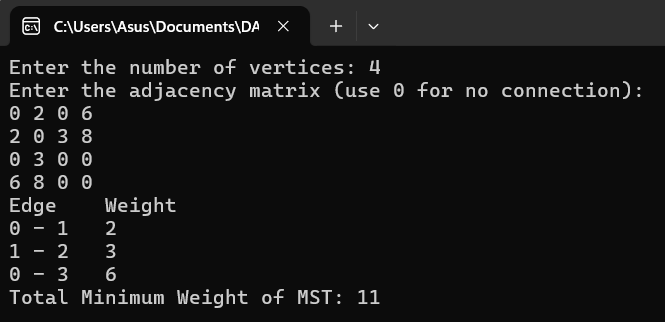 C:\Users\Asus\Documents\DA
Enter the number of vertices: 4
Enter the adjacency matrix (use 0 for no connection):
0 2 0 6
2 0 3 8
0 3 0 0
6 8 0 0
Edge    Weight
0 - 1   2
1 - 2   3
0 - 3   6
Total Minimum Weight of MST: 11